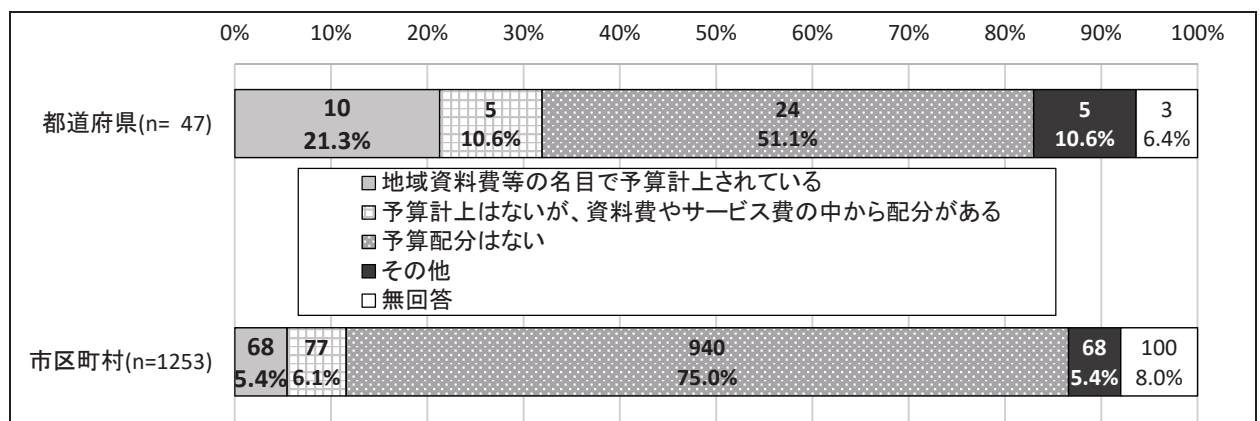 0% 10% 20% 30% 40% 50% 60% 70% 80% 90% 100%
都道府県(n= 47)
10 5 24 5 3
21.3% 10.6% 51.1% 10.6% 6.4%
地域資料費等の名目で予算計上されている
予算計上はないが、資料費やサービス費の中から配分がある
予算配分はない
その他
無回答
市区町村(n=1253)
68 77 940 68 100
5.4% 6.1% 75.0% 5.4% 8.0%